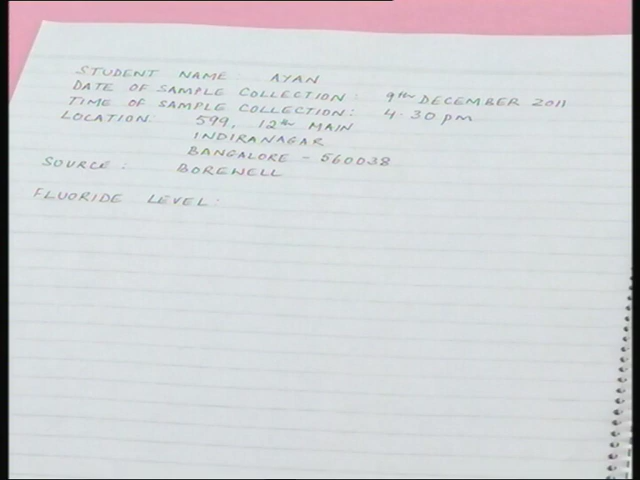 STUDENT NAME: AYAN
DATE OF SAMPLE COLLECTION: 9th DECEMBER 2011
TIME OF SAMPLE COLLECTION: 4.30 pm
LOCATION: 599, 12th MAIN
INDIRANAGAR
BANGALORE - 560038
SOURCE: BOREWELL
FLUORIDE LEVEL: